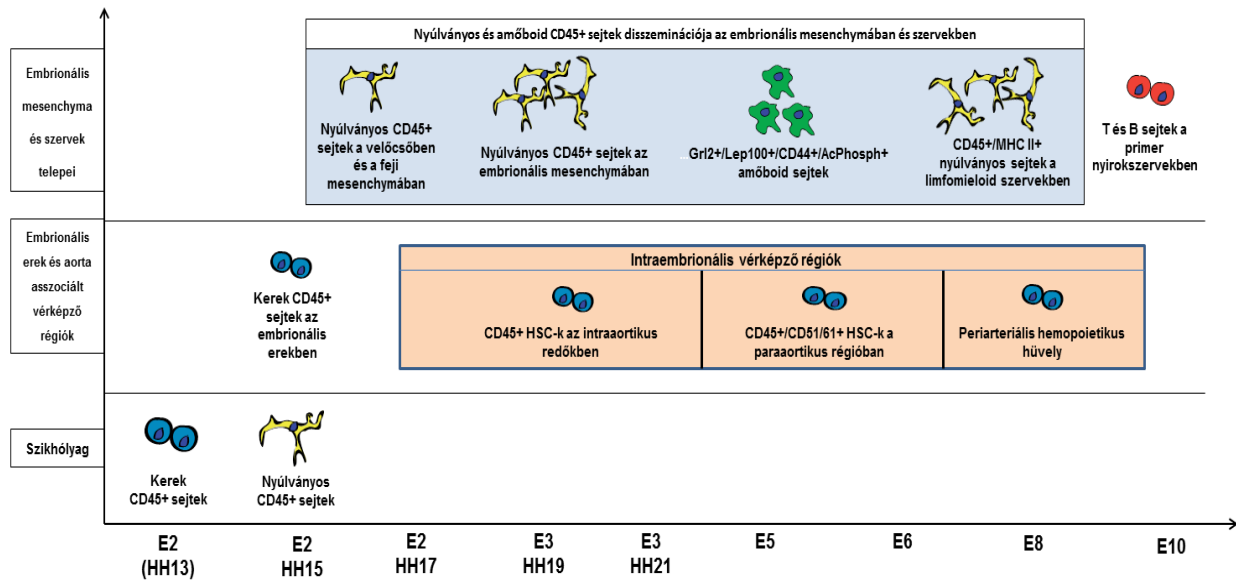 Nyúlványos és amőboid CD45+ sejtek disszeminációja az embrionális mesenchymában és szervekben
Embrionális
mesenchyma
és szervek
telepei
Nyúlványos CD45+
sejtek a velőcsőben
és a feji
mesenchymában
Nyúlványos CD45+ sejtek az
embrionális mesenchymában
Grl2+/Lep100+/CD44+/AcPhosph+
amőboid sejtek
CD45+/MHC II+
nyúlványos sejtek a
limfomieloid szervekben
T és B sejtek a
primer
nyirokszervekben
Embrionális
erek és aorta
asszociált
vérképző
régiók
Kerek CD45+
sejtek az
embrionális
erekben
Intraembrionális vérképző régiók
CD45+ HSC-k az intraaortikus
redőkben
CD45+/CD51/61+ HSC-k a
paraaortikus régióban
Periarteriális hemopoietikus
hüvely
Szikhólyag
Kerek
CD45+ sejtek
Nyúlványos
CD45+ sejtek
E2
(HH13)
E2
HH15
E2
HH17
E3
HH19
E3
HH21
E5
E6
E8
E10